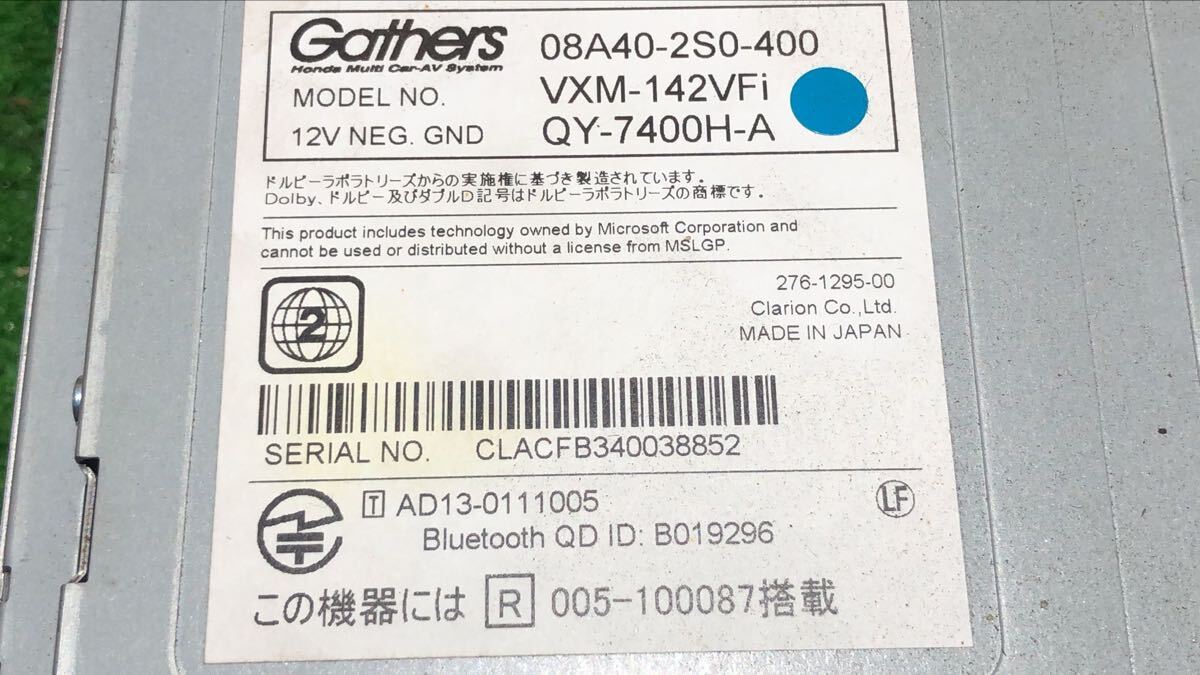 Gathers 08A40-2S0-400
Honda Multi Car-AV System
MODEL NO. VXM-142VFi
12V NEG. GND QY-7400H-A
ドルビーラボラトリーズからの実施権に基づき製造されています。
Dolby、ドルビー及びダブルD記号はドルビーラボラトリーズの商標です。
This product includes technology owned by Microsoft Corporation and
cannot be used or distributed without a license from MSLGP.
2
276-1295-00
Clarion Co.,Ltd.
MADE IN JAPAN
SERIAL NO. CLACFB340038852
T AD13-0111005
LF
Bluetooth QD ID: B019296
この機器には R 005-100087搭載